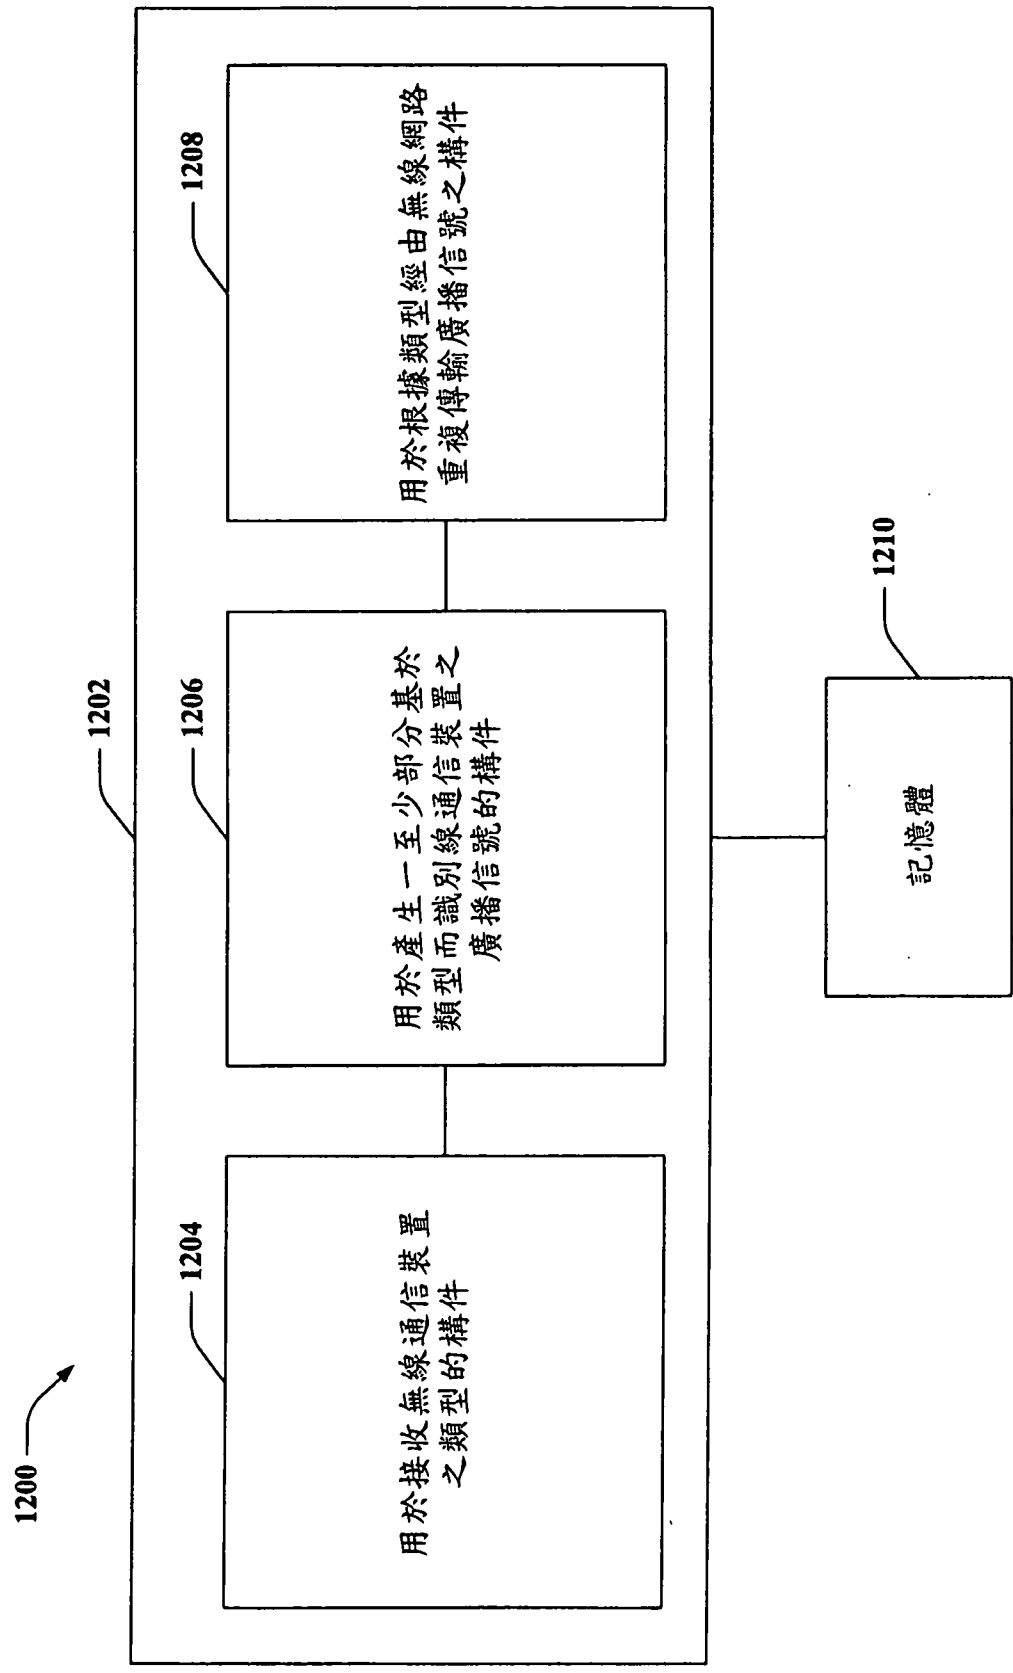 1200
1202
1204
用於接收無線通信裝置
之類型的構件
1206
用於產生一至少部分基於
類型而識別線通信裝置之
廣播信號的構件
1208
用於根據類型經由無線網路
重複傳輸廣播信號之構件
1210
記憶體